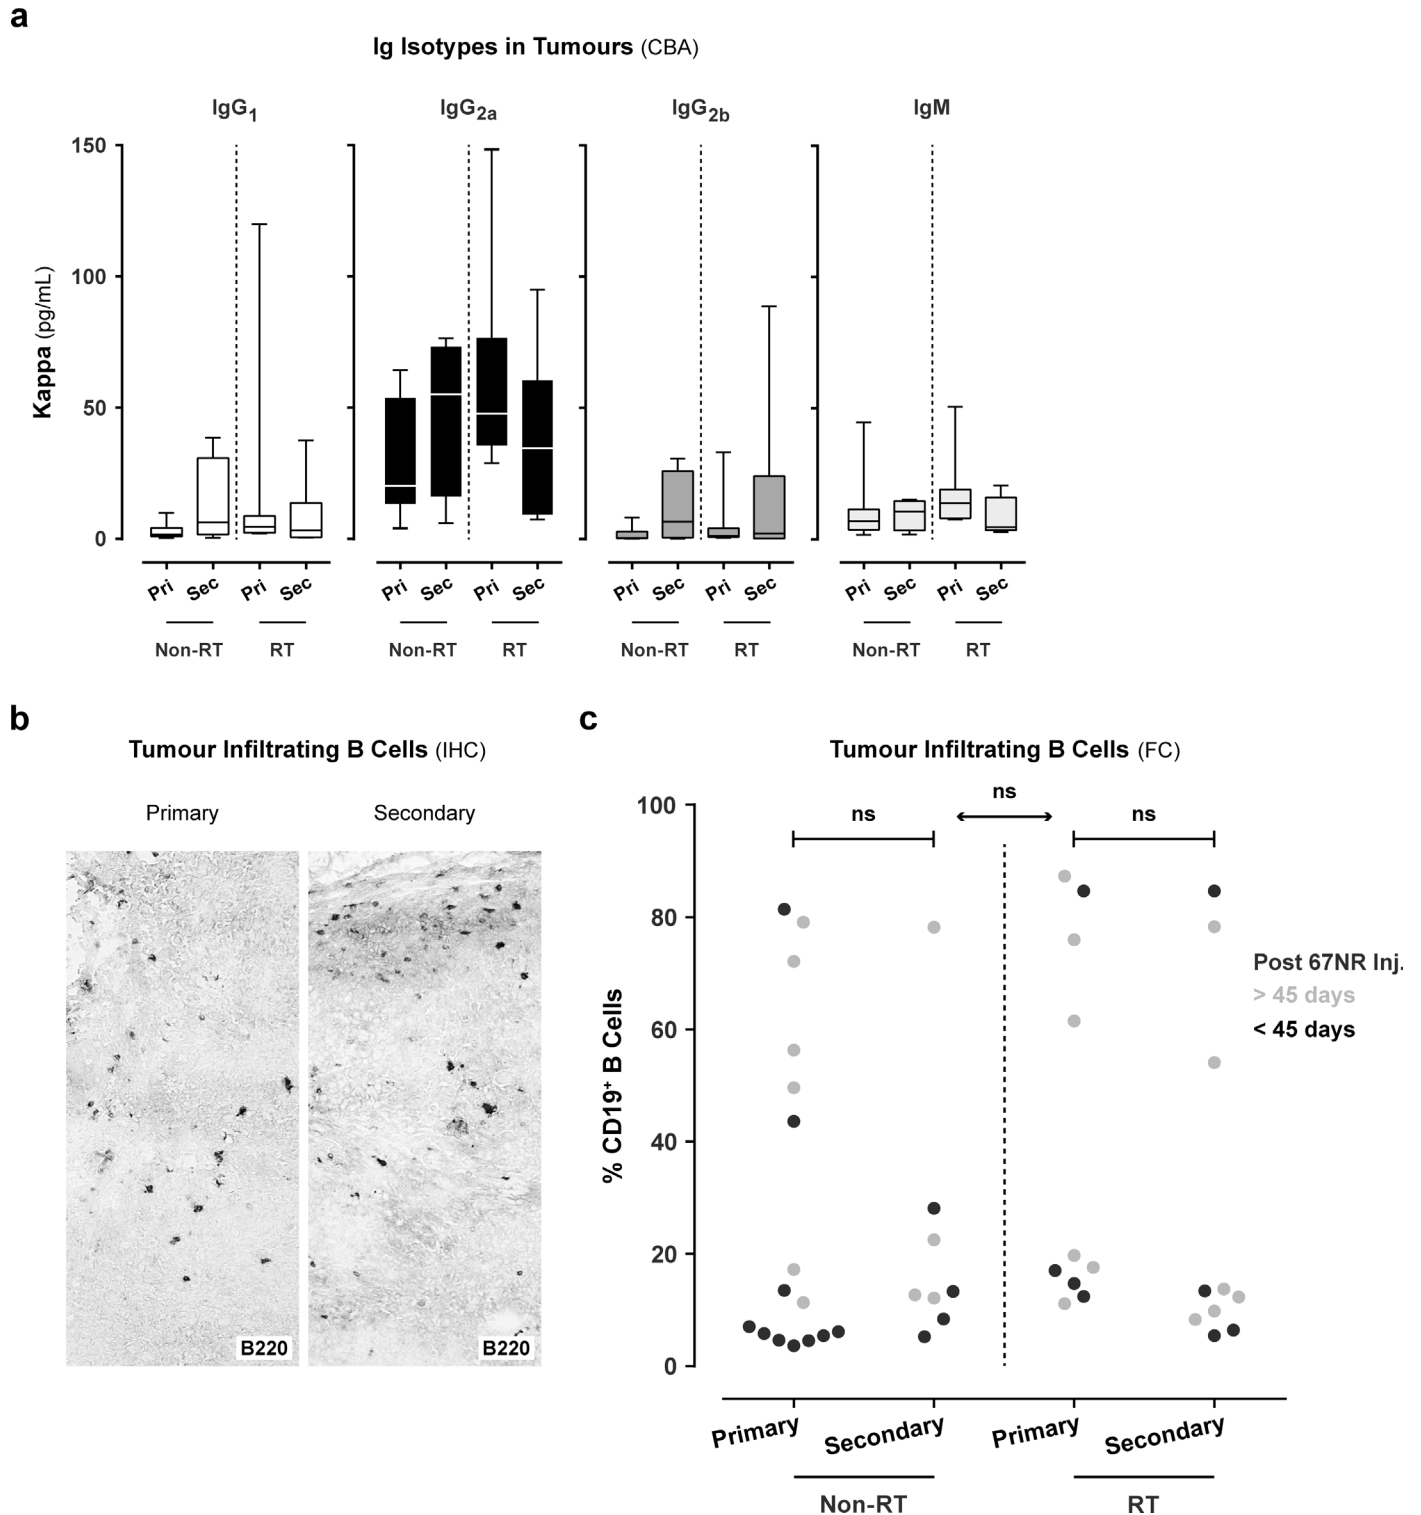 a
Ig Isotypes in Tumours (CBA)
IgG1 IgG2a IgG2b IgM
Kappa (pg/mL)
150
100
50
0
Pri Sec Pri Sec Pri Sec Pri Sec Pri Sec Pri Sec Pri Sec Pri Sec
Non-RT RT Non-RT RT Non-RT RT Non-RT RT
b
Tumour Infiltrating B Cells (IHC)
Primary Secondary
B220 B220
c
Tumour Infiltrating B Cells (FC)
% CD19+ B Cells
100
80
60
40
20
0
ns
ns ns
Post 67NR Inj.
> 45 days
< 45 days
Primary Secondary Primary Secondary
Non-RT RT